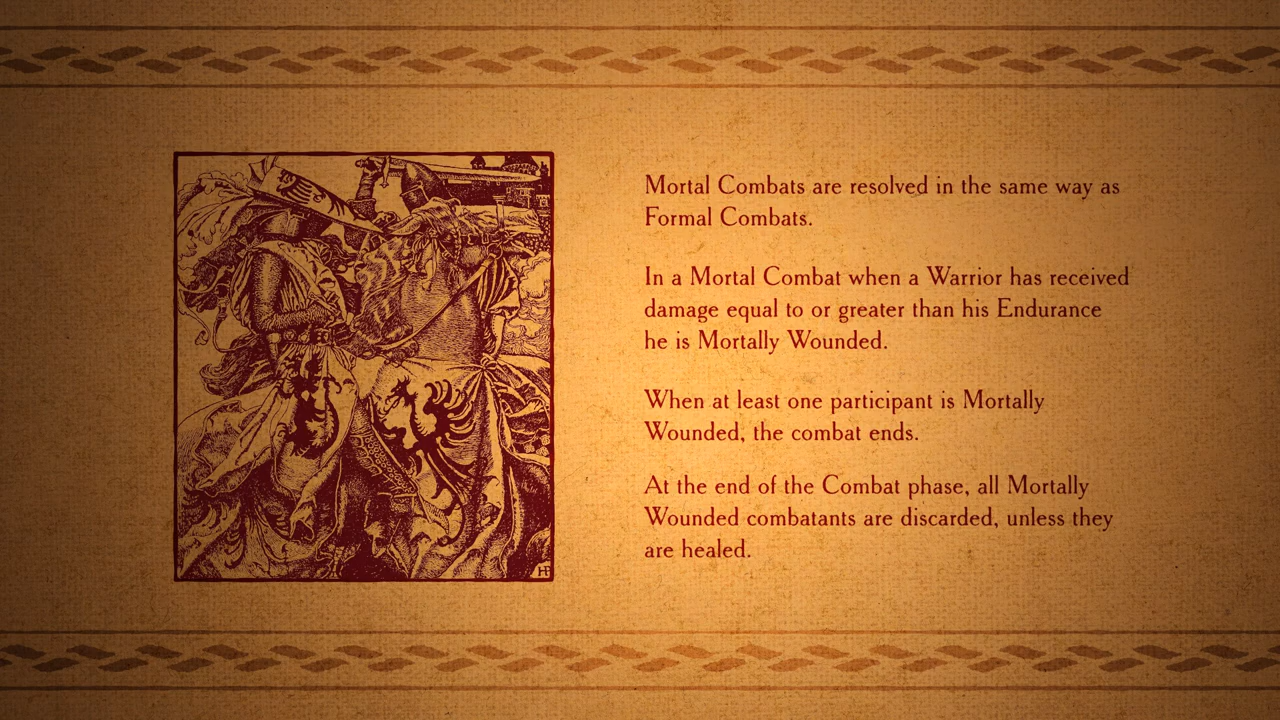 Mortal Combats are resolved in the same way as
Formal Combats.
In a Mortal Combat when a Warrior has received
damage equal to or greater than his Endurance
he is Mortally Wounded.
When at least one participant is Mortally
Wounded, the combat ends.
At the end of the Combat phase, all Mortally
Wounded combatants are discarded, unless they
are healed.
HP